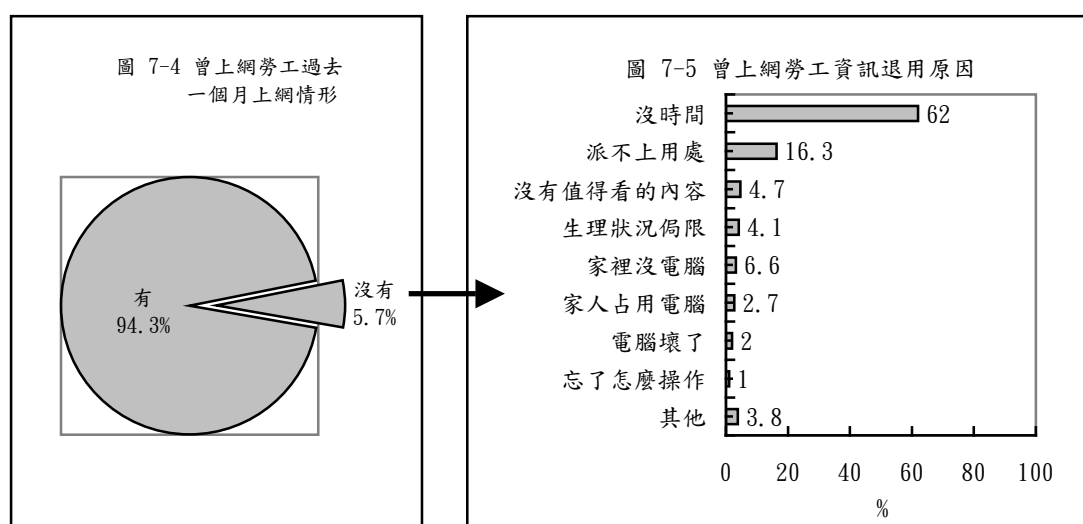 圖 7-4 曾上網勞工過去
一個月上網情形
有
94.3%
沒有
5.7%
圖 7-5 曾上網勞工資訊退用原因
沒時間 62
派不上用處 16.3
沒有值得看的內容 4.7
生理狀況侷限 4.1
家裡沒電腦 6.6
家人占用電腦 2.7
電腦壞了 2
忘了怎麼操作 1
其他 3.8
0 20 40 60 80 100
%